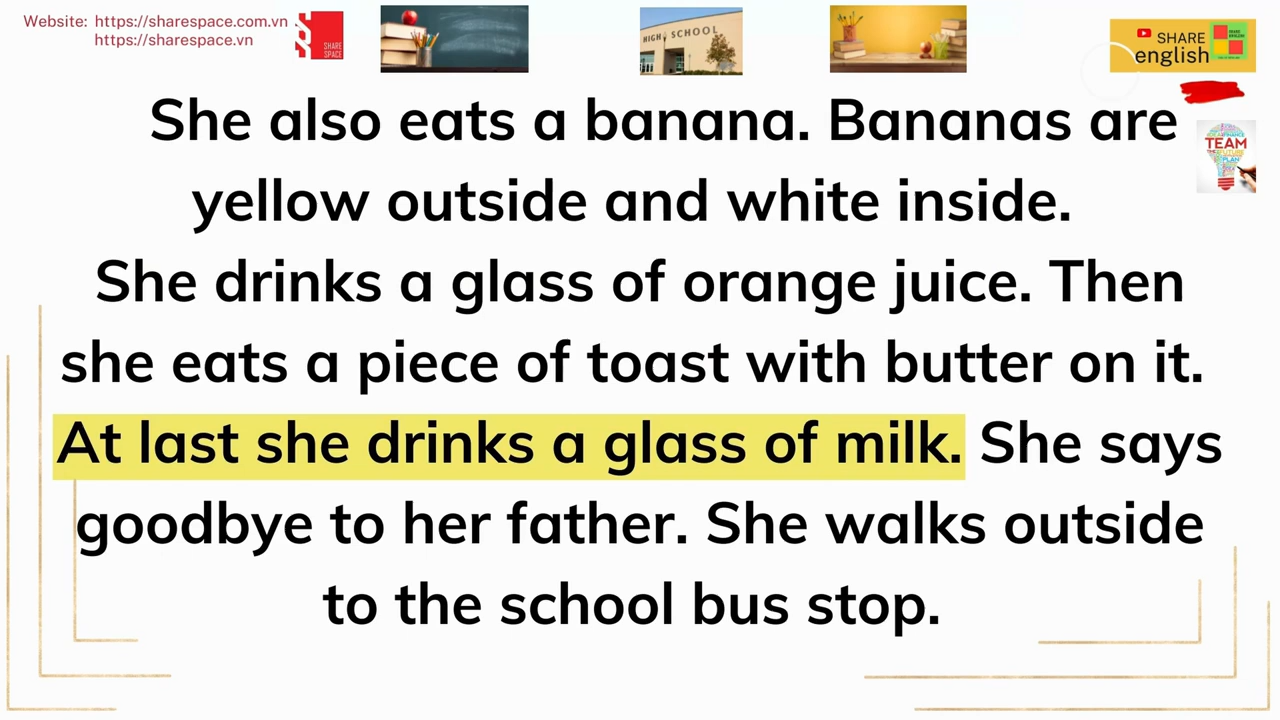 Website: https://sharespace.com.vn
https://sharespace.vn
SHARE
SPACE
HIGH SCHOOL
SHARE
english
TEAM
PLAN
She also eats a banana. Bananas are
yellow outside and white inside.
She drinks a glass of orange juice. Then
she eats a piece of toast with butter on it.
At last she drinks a glass of milk. She says
goodbye to her father. She walks outside
to the school bus stop.